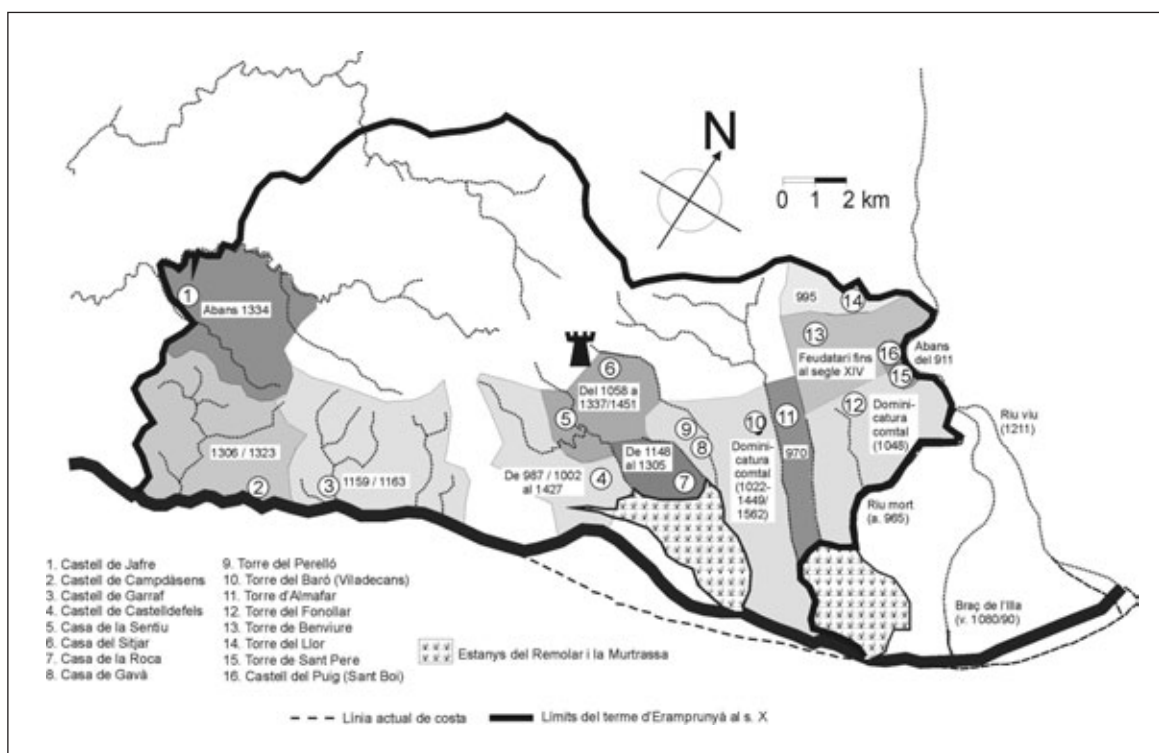 N
0 1 2 km
1
Abans 1334
995
14
13
Feudatari fins
al segle XIV
16
Abans
del 911
15
6
Del 1058 a
1337/1451
5
9
8
10
11
12
Domini-
catura
comtal
(1048)
Riu viu
(1211)
1306 / 1323
2
3
1159 / 1163
De 987 / 1002
al 1427
4
De 1148
al 1305
7
Domini-
catura
comtal
(1022-
1449/
1562)
970
Riu mort
(a. 965)
Braç de l'Illa
(v. 1080/90)
1. Castell de Jafre
2. Castell de Campdàsens
3. Castell de Garraf
4. Castell de Castelldefels
5. Casa de la Sentiu
6. Casa del Sitjar
7. Casa de la Roca
8. Casa de Gavà
9. Torre del Perelló
10. Torre del Baró (Viladecans)
11. Torre d'Almafar
12. Torre del Fonollar
13. Torre de Benviure
14. Torre del Llor
15. Torre de Sant Pere
16. Castell del Puig (Sant Boi)
Estanys del Remolar i la Murtrassa
Línia actual de costa
Límits del terme d'Eramprunyà al s. X